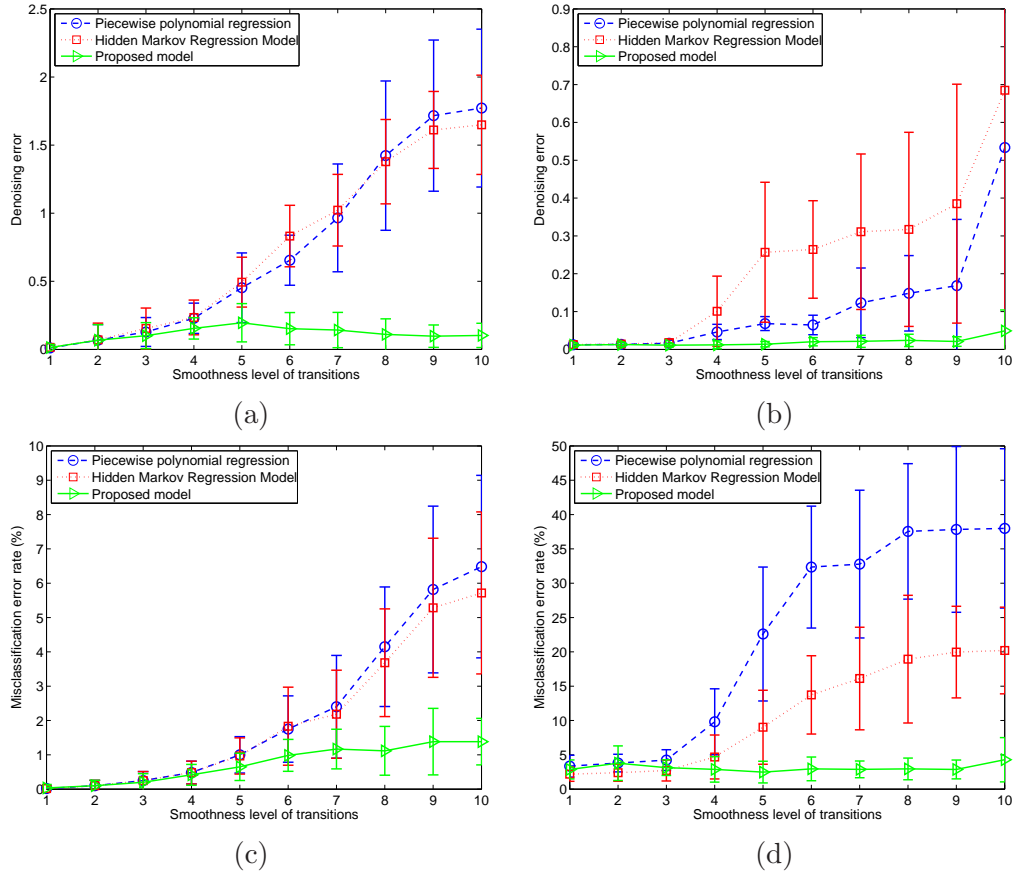 2.5
2
1.5
1
0.5
0
Denoising error
Piecewise polynomial regression
Hidden Markov Regression Model
Proposed model
1 2 3 4 5 6 7 8 9 10
Smoothness level of transitions
(a)
0.9
0.8
0.7
0.6
0.5
0.4
0.3
0.2
0.1
0
Denoising error
Piecewise polynomial regression
Hidden Markov Regression Model
Proposed model
1 2 3 4 5 6 7 8 9 10
Smoothness level of transitions
(b)
10
9
8
7
6
5
4
3
2
1
0
Misclassification error rate (%)
Piecewise polynomial regression
Hidden Markov Regression Model
Proposed model
1 2 3 4 5 6 7 8 9 10
Smoothness level of transitions
(c)
50
45
40
35
30
25
20
15
10
5
0
Misclassification error rate (%)
Piecewise polynomial regression
Hidden Markov Regression Model
Proposed model
1 2 3 4 5 6 7 8 9 10
Smoothness level of transitions
(d)